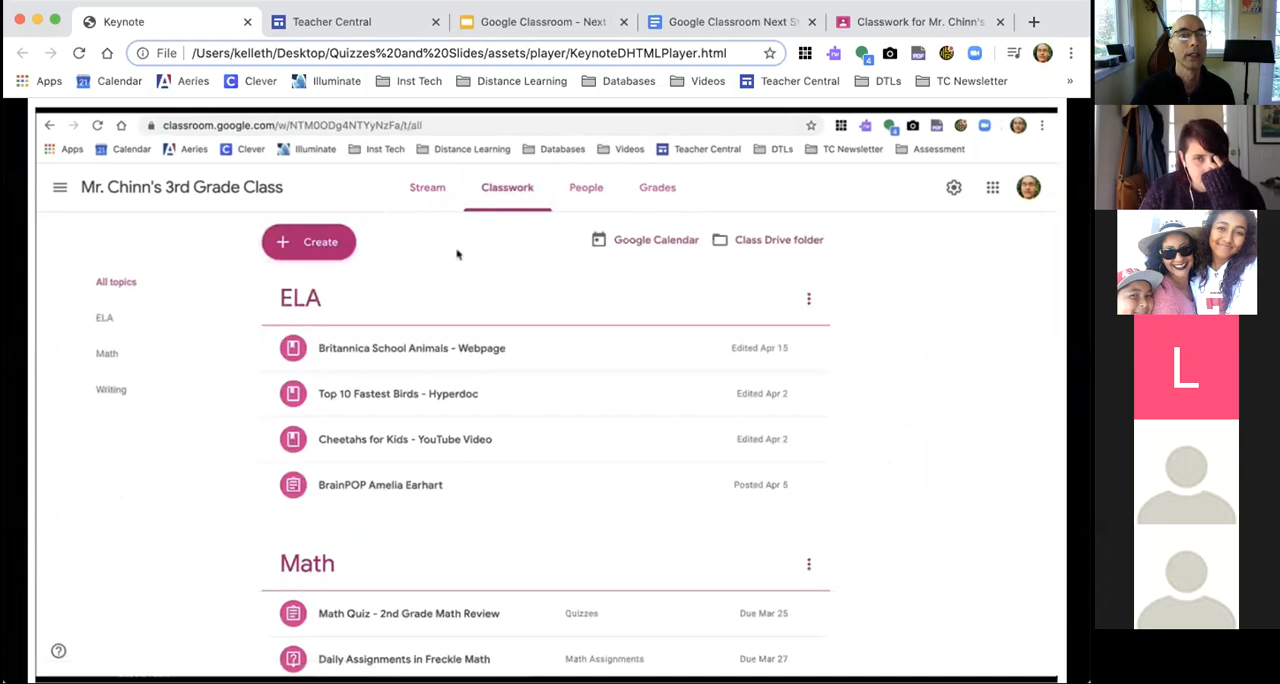 Keynote
Teacher Central
Google Classroom - Next
Google Classroom Next S
Classwork for Mr. Chinn's
File /Users/kelleth/Desktop/Quizzes%20and%20Slides/assets/player/KeynoteDHTMLPlayer.html
Apps 21 Calendar Aeries C Clever Illuminate Inst Tech Distance Learning Databases Videos Teacher Central DTLs TC Newsletter »
classroom.google.com/w/NTM0ODg4NTYyNzFa/t/all
Apps Calendar Aeries Clever Illuminate Inst Tech Distance Learning Databases Videos Teacher Central DTLs TC Newsletter Assessment
Mr. Chinn's 3rd Grade Class Stream Classwork People Grades
+ Create Google Calendar Class Drive folder
All topics
ELA
Math
Writing
ELA
Britannica School Animals - Webpage Edited Apr 15
Top 10 Fastest Birds - Hyperdoc Edited Apr 2
Cheetahs for Kids - YouTube Video Edited Apr 2
BrainPOP Amelia Earhart Posted Apr 5
Math
Math Quiz - 2nd Grade Math Review Quizzes Due Mar 25
Daily Assignments in Freckle Math Math Assignments Due Mar 27
L